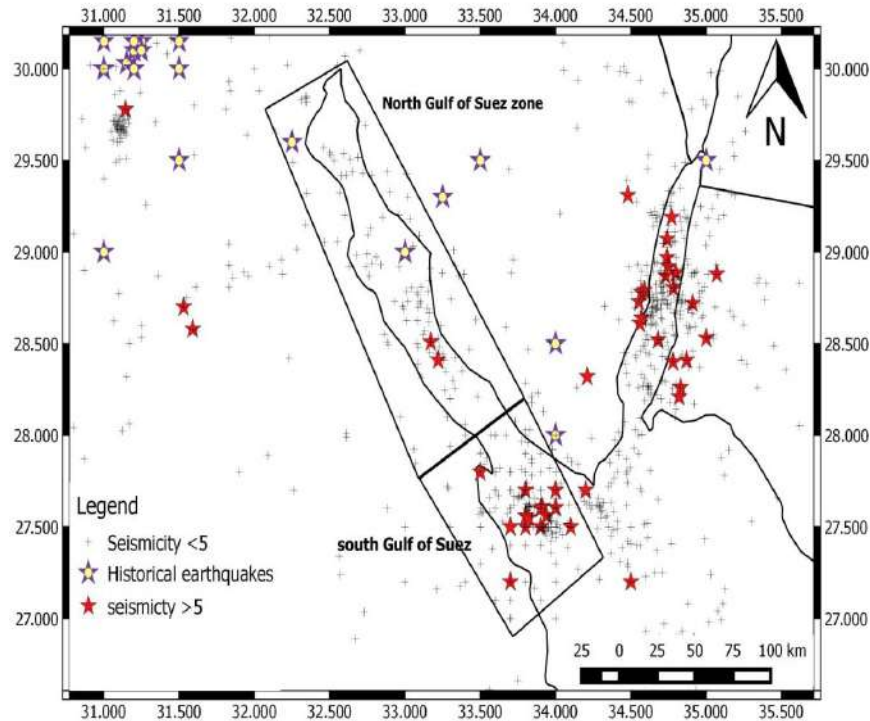 31.000 31.500 32.000 32.500 33.000 33.500 34.000 34.500 35.000 35.500
30.000 30.000
North Gulf of Suez zone
N
29.500 29.500
29.000 29.000
28.500 28.500
28.000 28.000
Legend
Seismicity <5
27.500 27.500
south Gulf of Suez
Historical earthquakes
seismicty >5
27.000 27.000
25 0 25 50 75 100 km
31.000 31.500 32.000 32.500 33.000 33.500 34.000 34.500 35.000 35.500